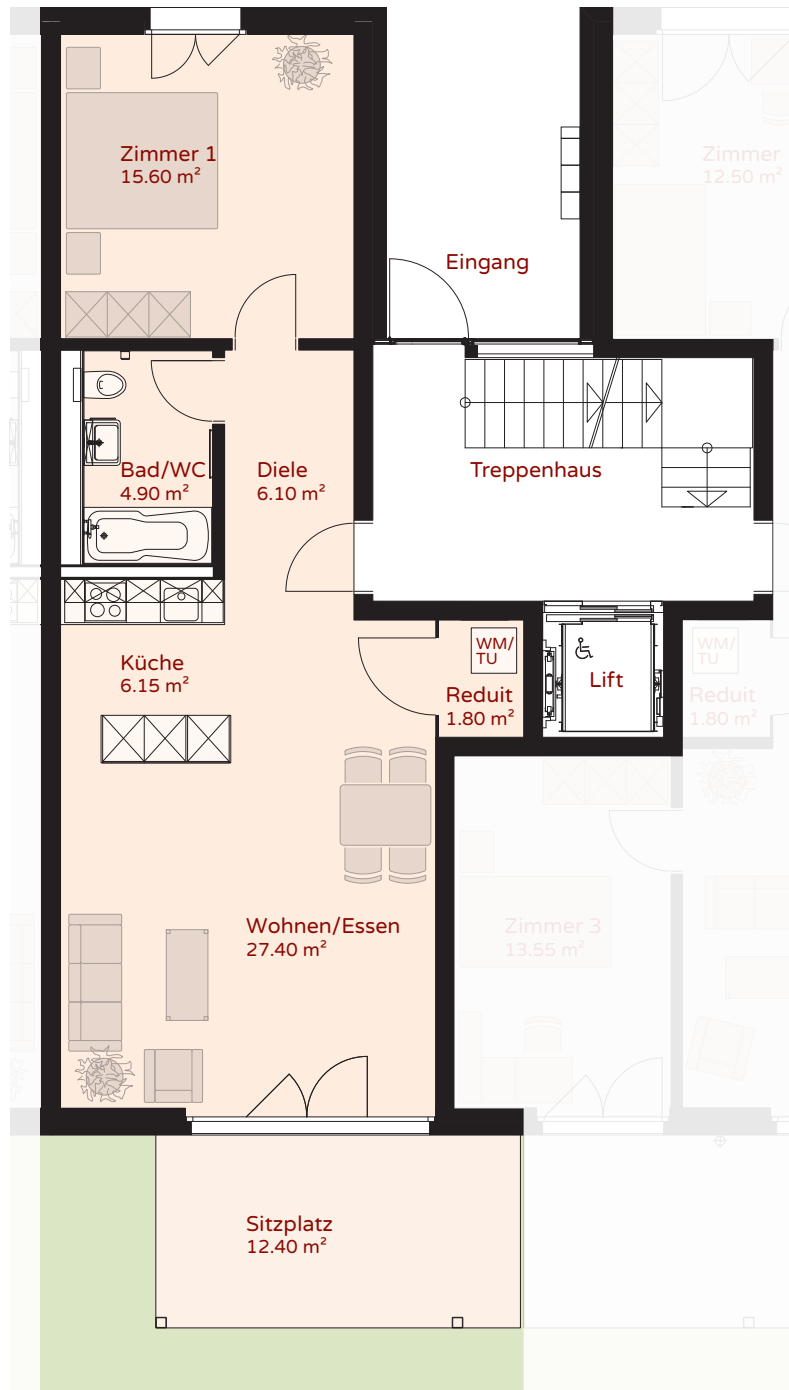 Zimmer 1
15.60 m²
Zimmer
12.50 m²
Eingang
Bad/WC
4.90 m²
Diele
6.10 m²
Treppenhaus
Küche
6.15 m²
WM/
TU
Reduit
1.80 m²
Lift
WM/
TU
Reduit
1.80 m²
Wohnen/Essen
27.40 m²
Zimmer 3
13.55 m²
Sitzplatz
12.40 m²